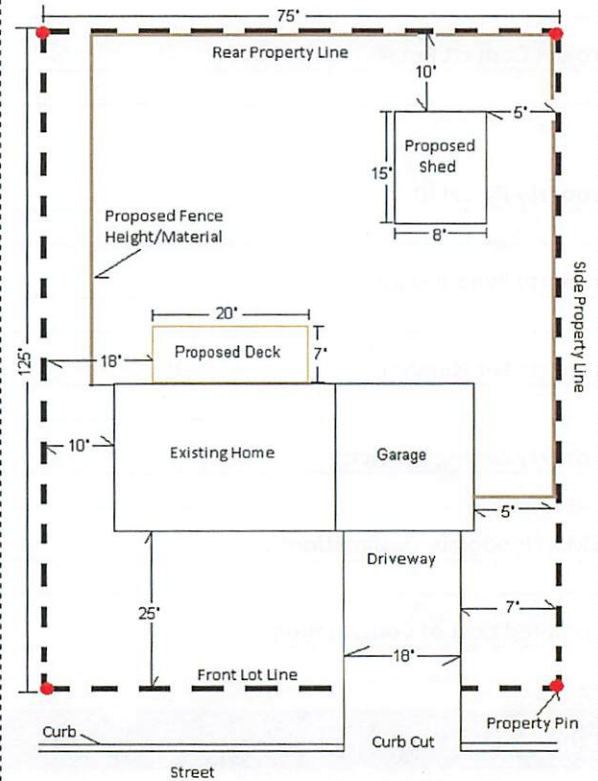 75'
Rear Property Line
10'
5'
Proposed
Shed
15'
8'
Proposed Fence
Height/Material
Side Property Line
20'
Proposed Deck
7'
18'
125'
10'
Existing Home
Garage
5'
Driveway
25'
7'
18'
Front Lot Line
Property Pin
Curb
Curb Cut
Street